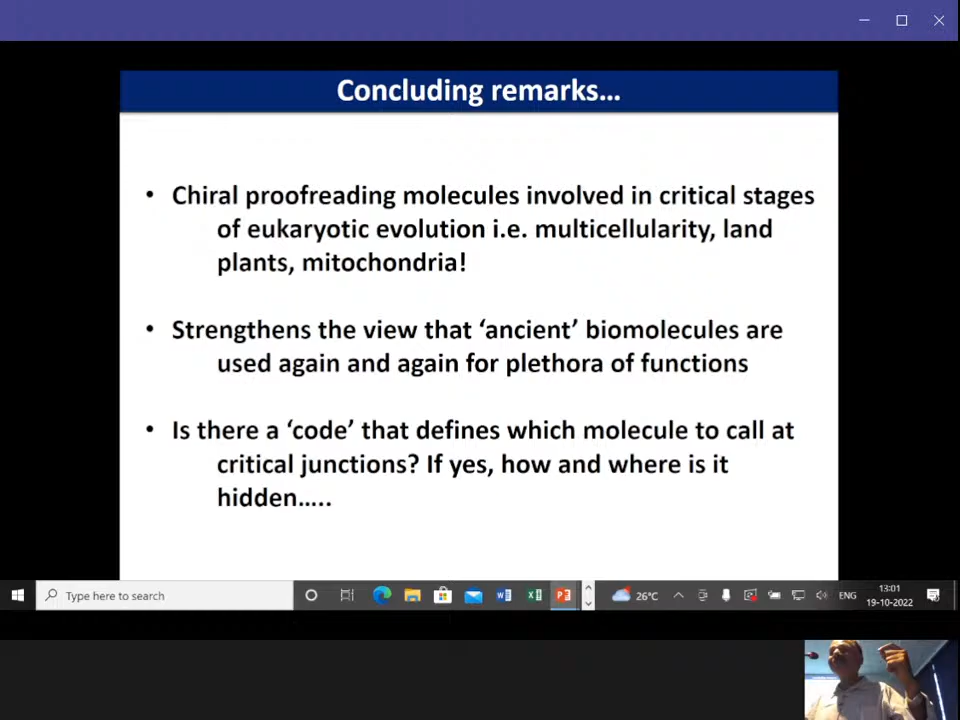 Concluding remarks...
• Chiral proofreading molecules involved in critical stages
of eukaryotic evolution i.e. multicellularity, land
plants, mitochondria!
• Strengthens the view that ‘ancient’ biomolecules are
used again and again for plethora of functions
• Is there a ‘code’ that defines which molecule to call at
critical junctions? If yes, how and where is it
hidden.....
Type here to search
26°C
ENG
13:01
19-10-2022